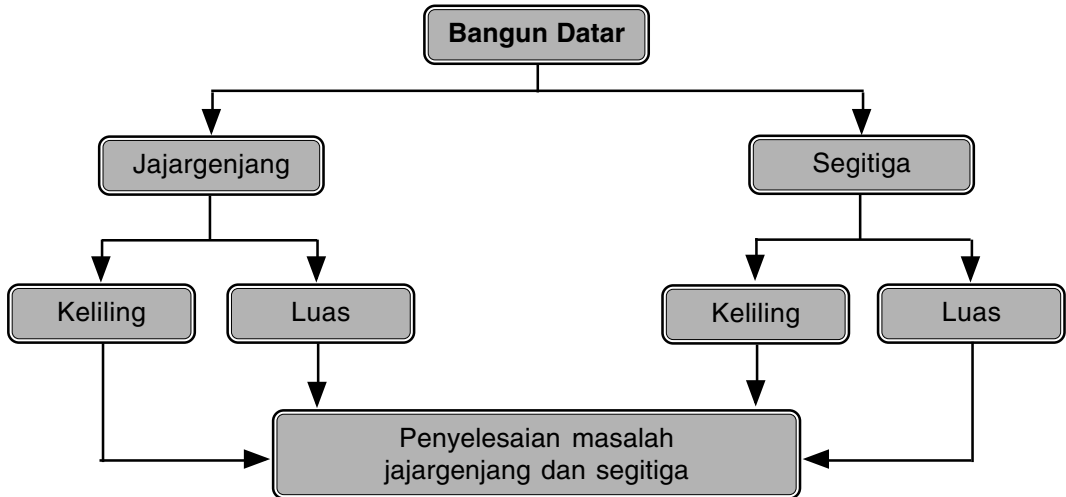 Bangun Datar
Jajargenjang
Segitiga
Keliling
Luas
Keliling
Luas
Penyelesaian masalah
jajargenjang dan segitiga